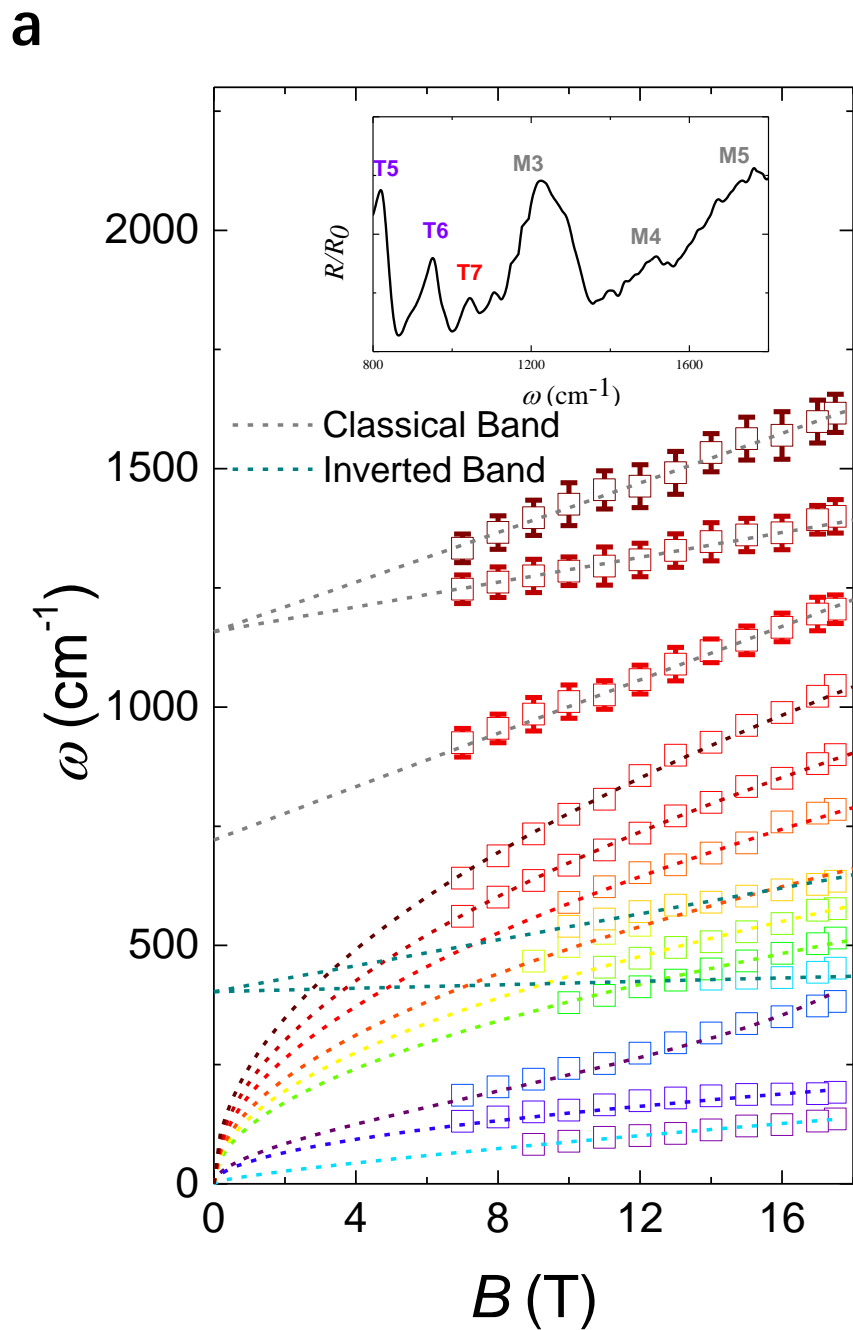 a
T5
T6
T7
M3
M4
M5
R/R0
800
1200
1600
ω (cm-1)
Classical Band
Inverted Band
2000
1500
1000
500
0
ω (cm-1)
0
4
8
12
16
B (T)